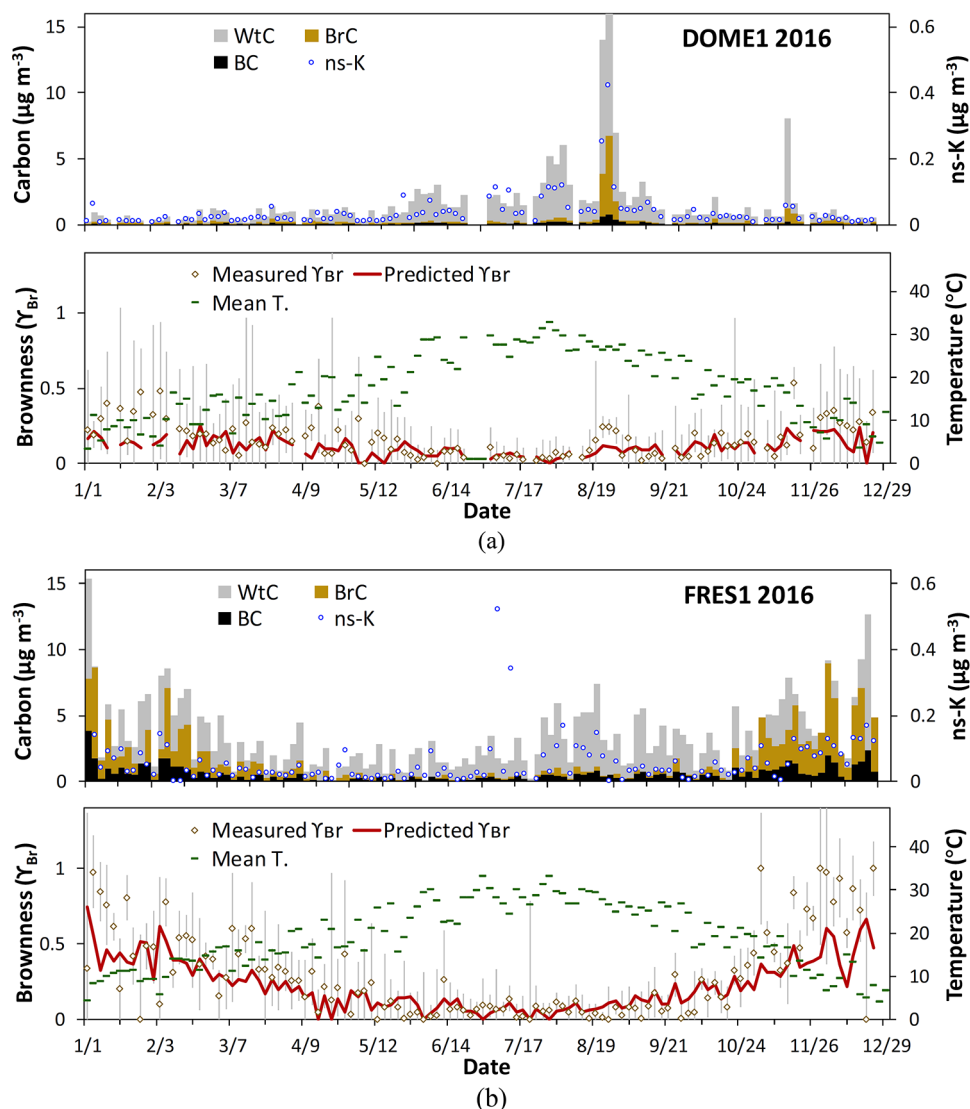 DOME1 2016
WtC BrC
BC ns-K
Carbon (µg m⁻³)
15
10
5
0
ns-K (µg m⁻³)
0.6
0.4
0.2
0
Measured ϒBr Predicted ϒBr
Mean T.
Brownness (ϒBr)
1
0.5
0
Temperature (°C)
40
30
20
10
0
1/1 2/3 3/7 4/9 5/12 6/14 7/17 8/19 9/21 10/24 11/26 12/29
Date
(a)
FRES1 2016
WtC BrC
BC ns-K
Carbon (µg m⁻³)
15
10
5
0
ns-K (µg m⁻³)
0.6
0.4
0.2
0
Measured ϒBr Predicted ϒBr
Mean T.
Brownness (ϒBr)
1
0.5
0
Temperature (°C)
40
30
20
10
0
1/1 2/3 3/7 4/9 5/12 6/14 7/17 8/19 9/21 10/24 11/26 12/29
Date
(b)